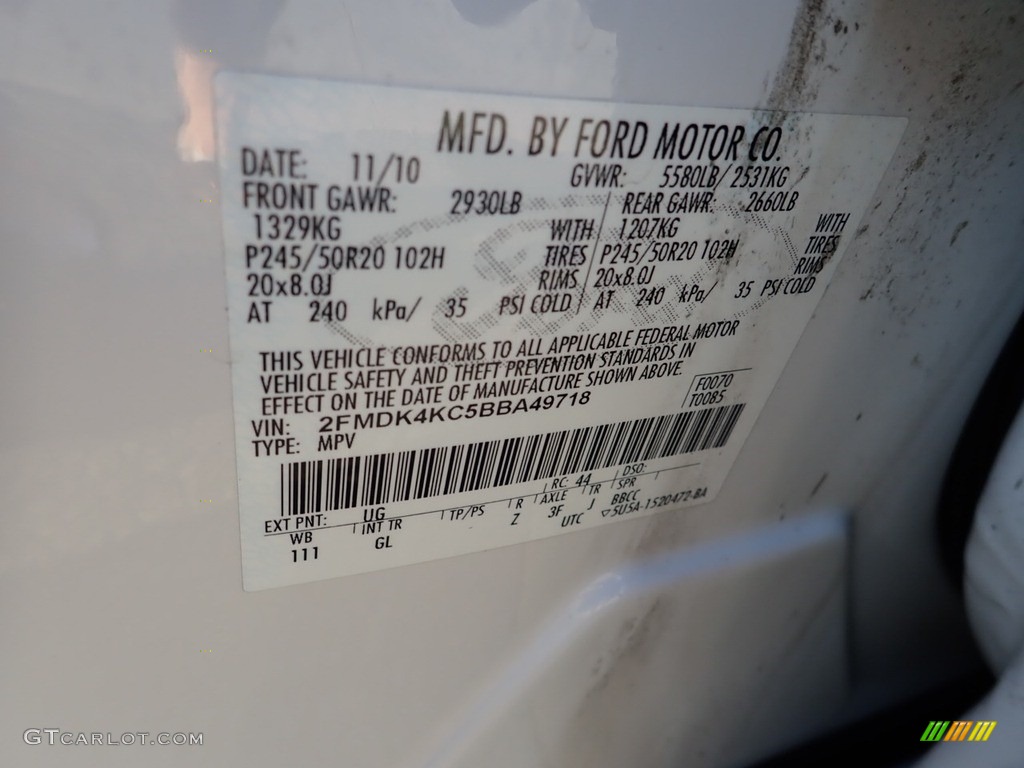 MFD. BY FORD MOTOR CO.
DATE: 11/10 GVWR: 5580LB/2531KG
FRONT GAWR: 2930LB REAR GAWR: 2660LB
1329KG WITH 1207KG WITH
P245/50R20 102H TIRES P245/50R20 102H TIRES
20x8.0J RIMS 20x8.0J RIMS
AT 240 kPa/ 35 PSI COLD AT 240 kPa/ 35 PSI COLD
THIS VEHICLE CONFORMS TO ALL APPLICABLE FEDERAL MOTOR
VEHICLE SAFETY AND THEFT PREVENTION STANDARDS IN
EFFECT ON THE DATE OF MANUFACTURE SHOWN ABOVE.
F0070
T0085
VIN: 2FMDK4KC5BBA49718
TYPE: MPV
EXT PNT: UG RC: 44 DSO:
WB INT TR TP/PS R AXLE TR SPR
111 GL Z 3F J BBCC
UTC ▽5USA-1520472-BA
GTCARLOT.COM